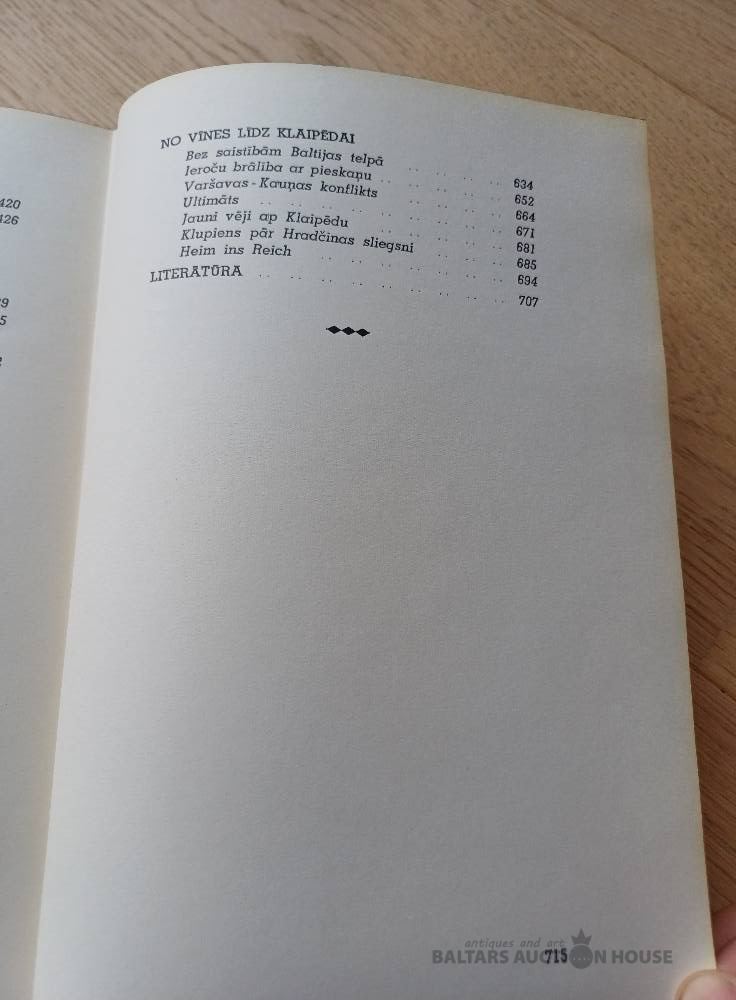 420
426
NO VĪNES LĪDZ KLAIPĒDAI
Bez saistībām Baltijas telpā 634
Ieroču brālība ar pieskaņu 652
Varšavas-Kauņas konflikts 664
Ultimāts 671
Jauni vēji ap Klaipēdu 681
Klupiens pār Hradčinas sliegsni 685
Heim ins Reich 694
LITERATŪRA 707
715
antiques and art
BALTARS AUCTION HOUSE